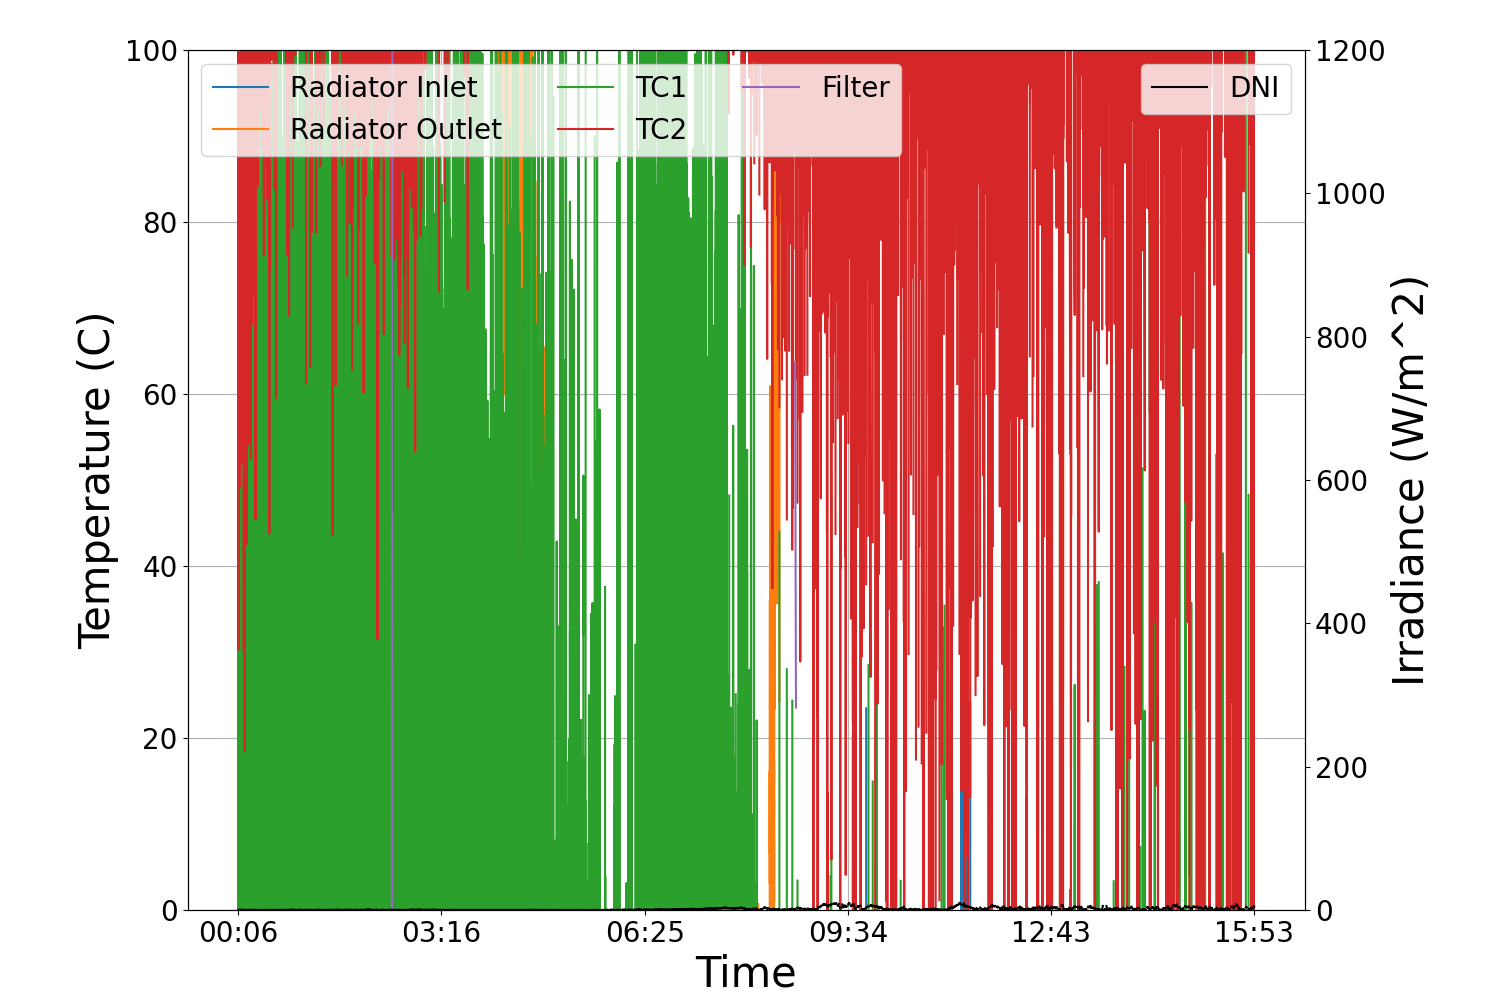 Radiator Inlet
Radiator Outlet
TC1
TC2
Filter
DNI
Temperature (C)
100
80
60
40
20
0
Irradiance (W/m^2)
1200
1000
800
600
400
200
0
00:06
03:16
06:25
09:34
12:43
15:53
Time